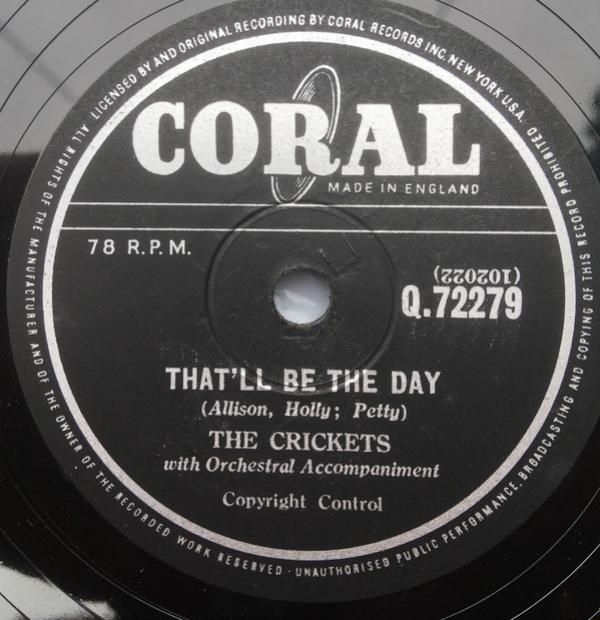 LICENSED BY AND ORIGINAL RECORDING BY CORAL RECORDS INC. NEW YORK U.S.A.
CORAL
MADE IN ENGLAND
78 R.P.M.
(102022)
Q.72279
THAT'LL BE THE DAY
(Allison, Holly; Petty)
THE CRICKETS
with Orchestral Accompaniment
Copyright Control
ALL RIGHTS OF THE MANUFACTURER AND OF THE OWNER OF THE RECORDED WORK RESERVED · UNAUTHORISED PUBLIC PERFORMANCE, BROADCASTING AND COPYING OF THIS RECORD PROHIBITED